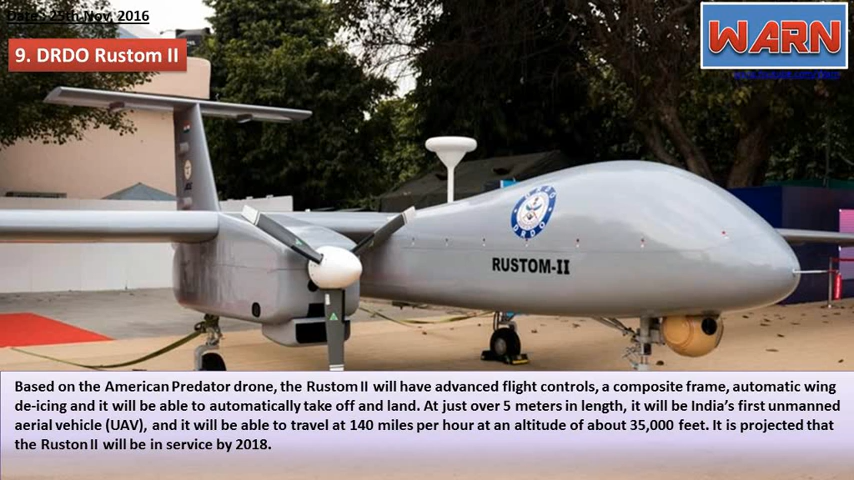 Date : 25th Nov, 2016
WARN
9. DRDO Rustom II
DRDO
RUSTOM-II
Based on the American Predator drone, the Rustom II will have advanced flight controls, a composite frame, automatic wing
de-icing and it will be able to automatically take off and land. At just over 5 meters in length, it will be India's first unmanned
aerial vehicle (UAV), and it will be able to travel at 140 miles per hour at an altitude of about 35,000 feet. It is projected that
the Ruston II will be in service by 2018.